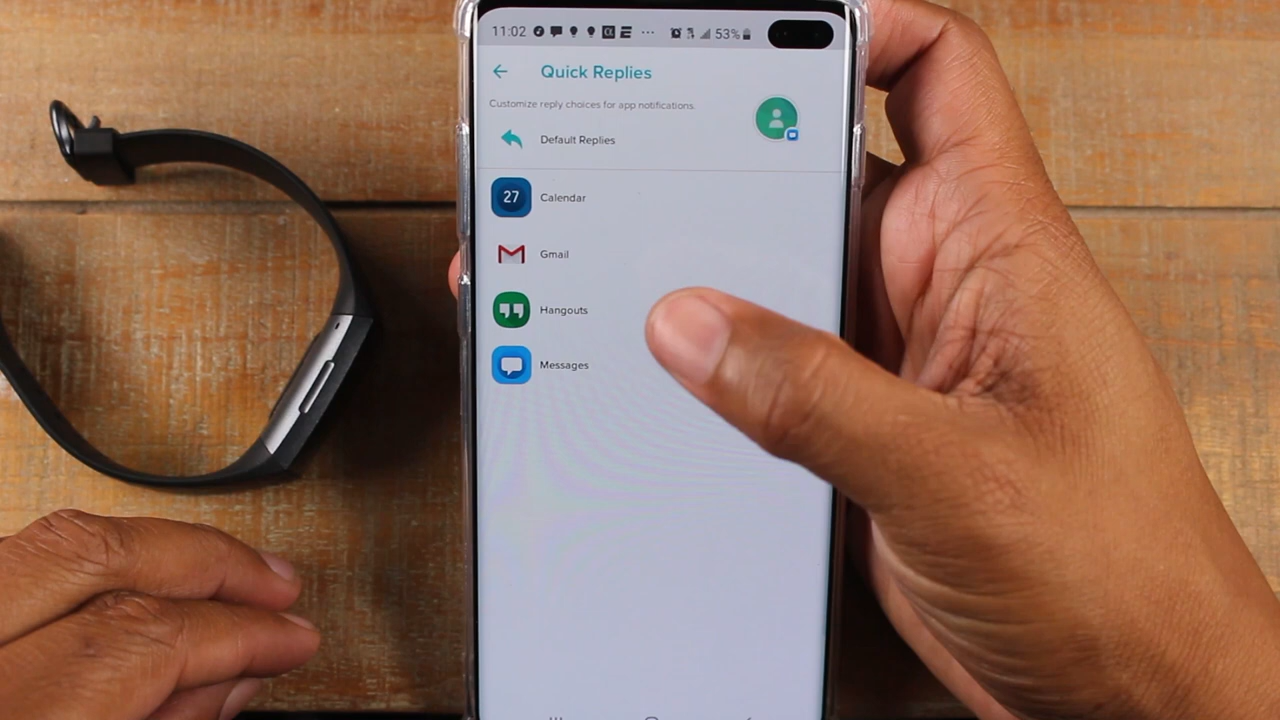 11:02 ... 53%
Quick Replies
Customize reply choices for app notifications.
Default Replies
27 Calendar
Gmail
Hangouts
Messages